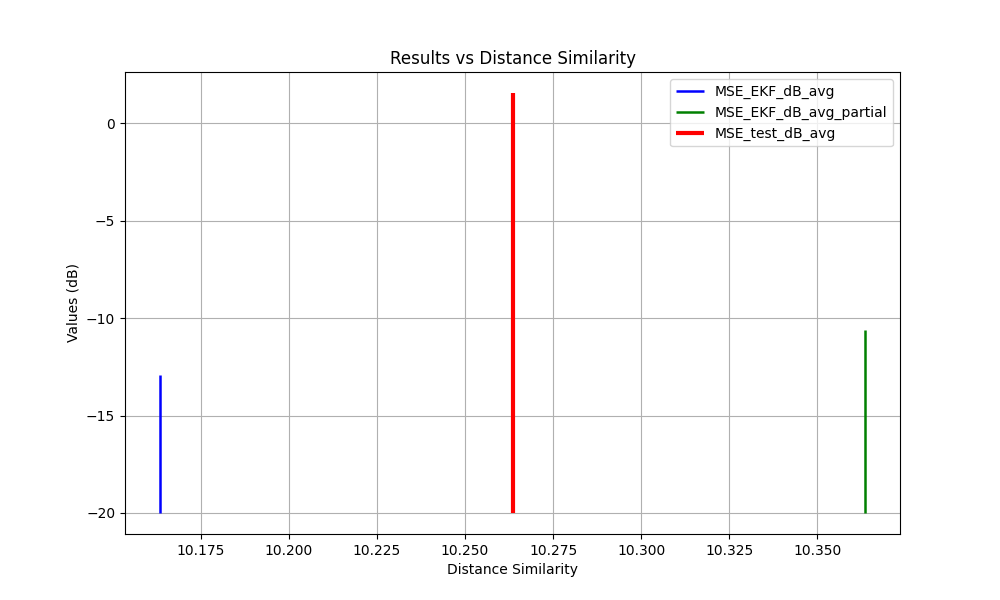 Results vs Distance Similarity
MSE_EKF_dB_avg
MSE_EKF_dB_avg_partial
MSE_test_dB_avg
Values (dB)
0
−5
−10
−15
−20
10.175
10.200
10.225
10.250
10.275
10.300
10.325
10.350
Distance Similarity